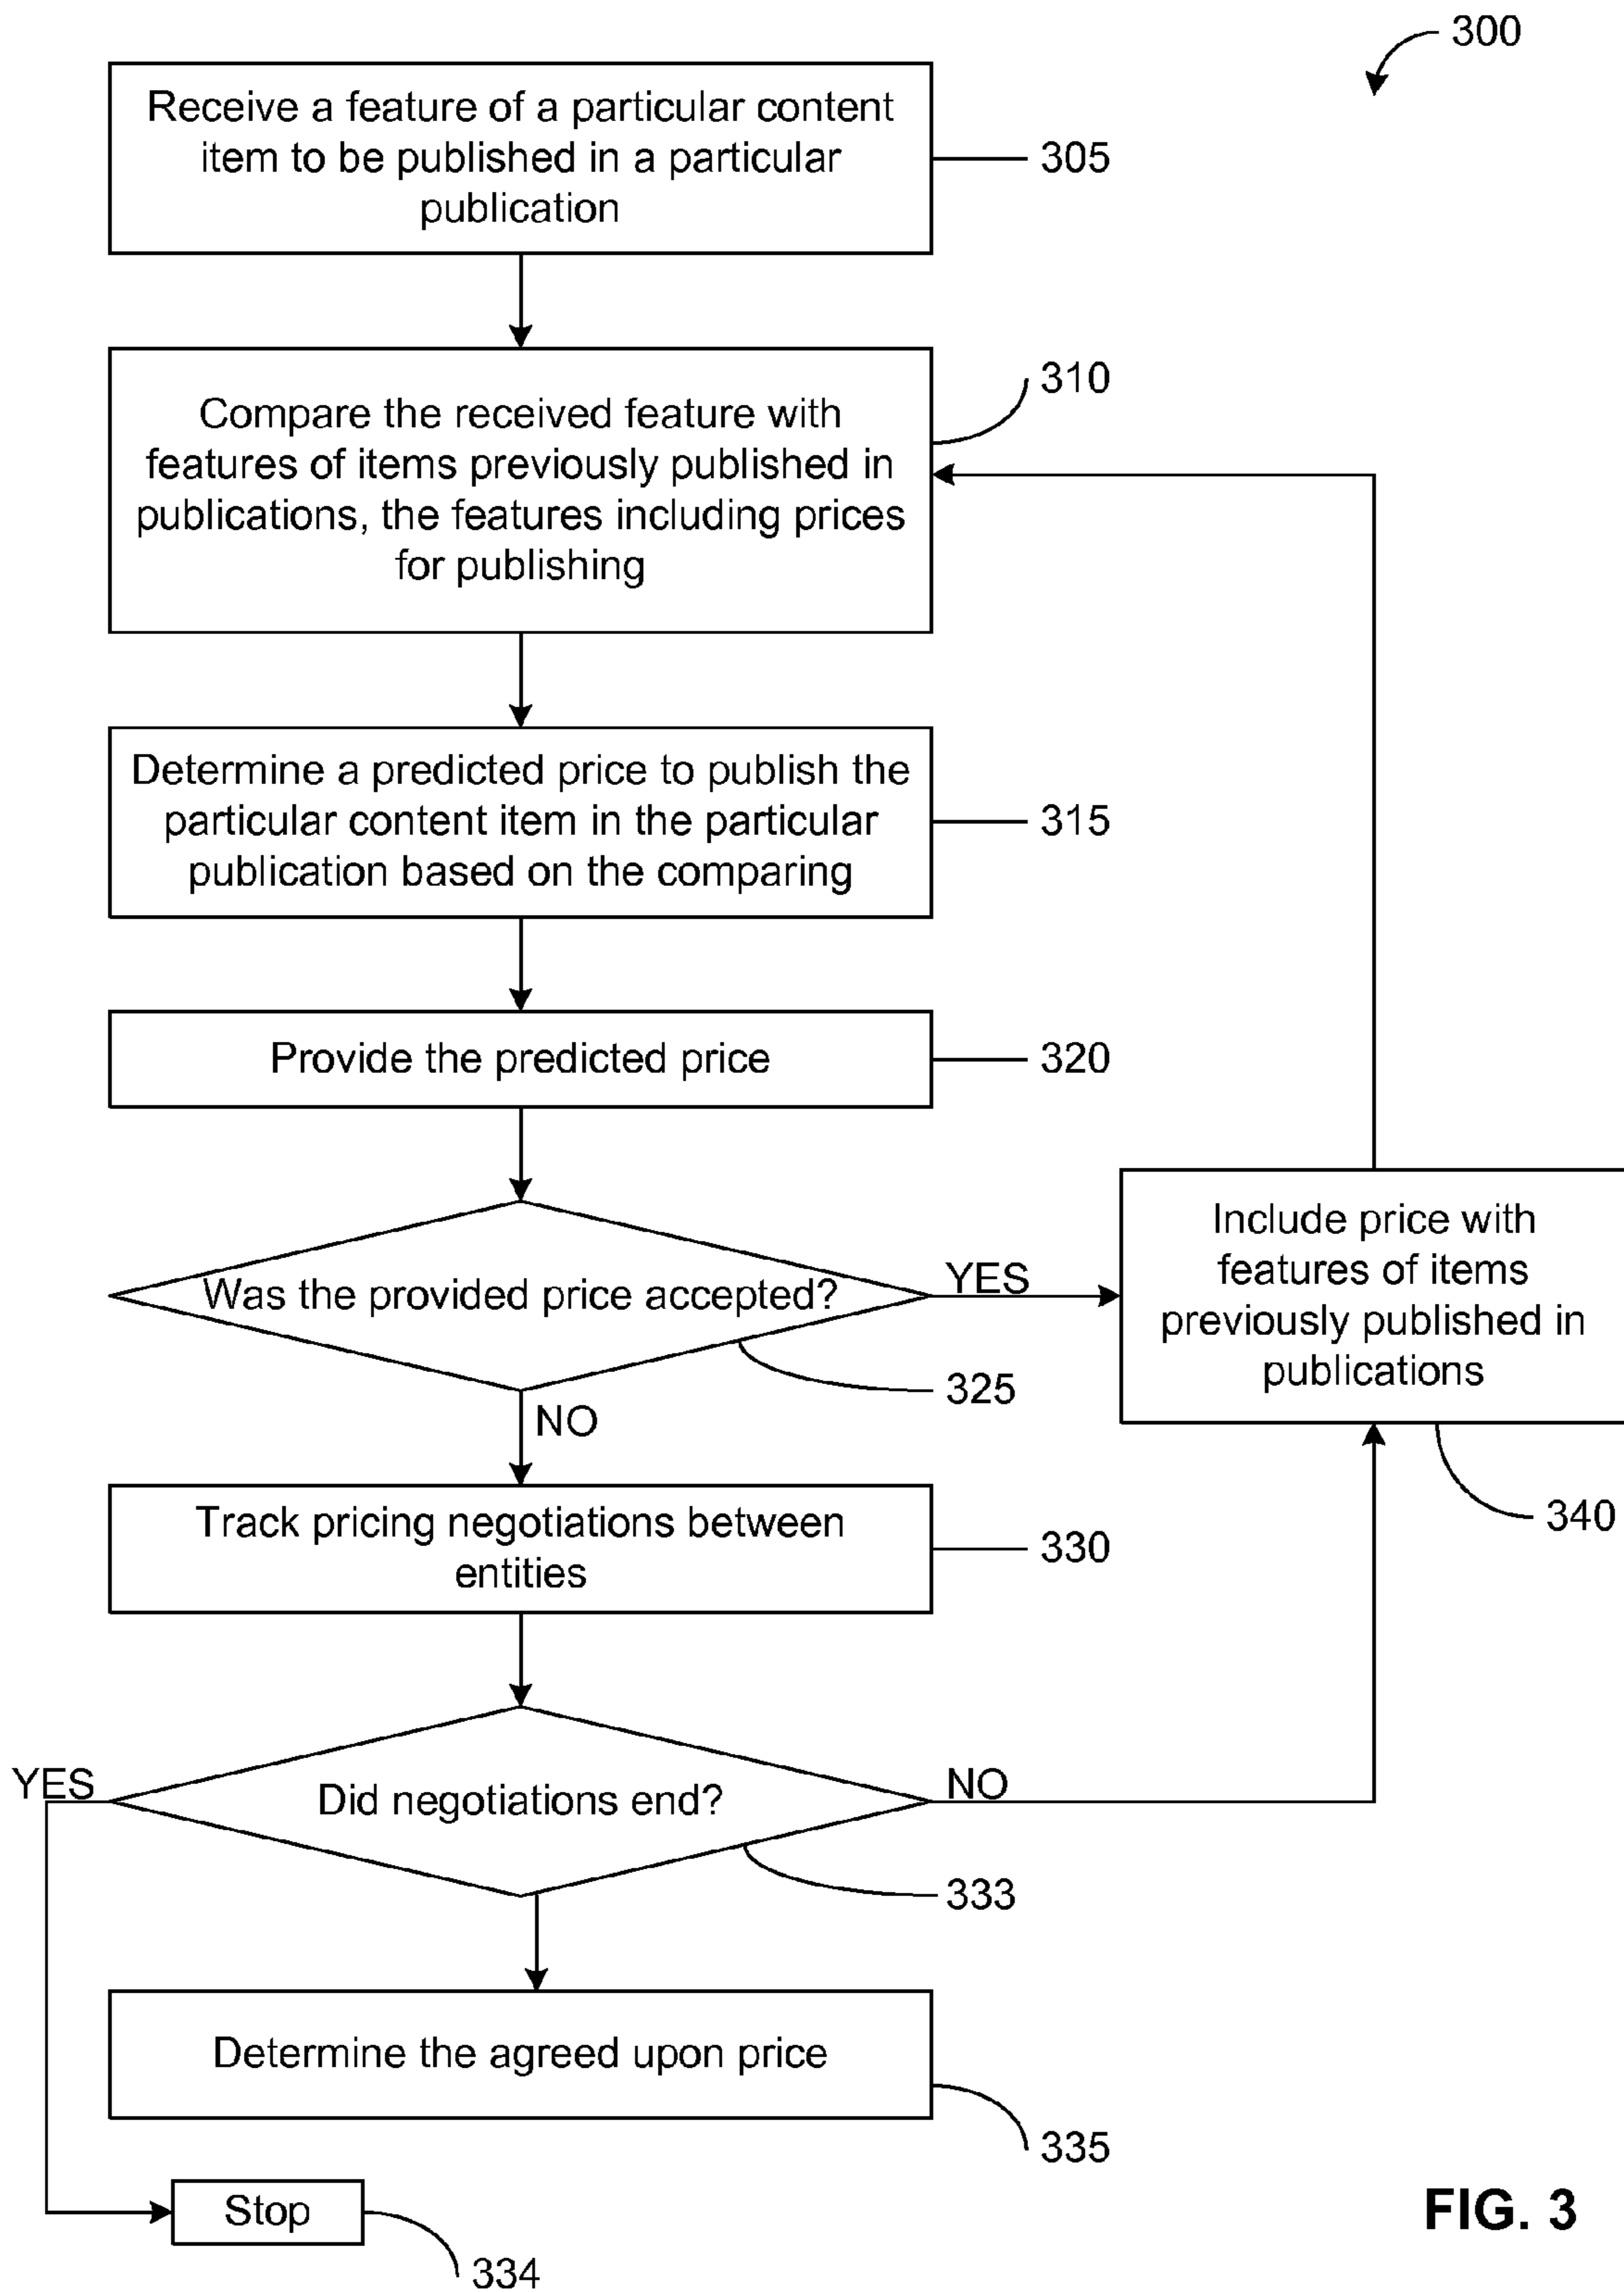 300
Receive a feature of a particular content
item to be published in a particular
publication
305
310
Compare the received feature with
features of items previously published in
publications, the features including prices
for publishing
Determine a predicted price to publish the
particular content item in the particular
publication based on the comparing
315
Provide the predicted price
320
Was the provided price accepted?
YES
325
NO
Include price with
features of items
previously published in
publications
340
Track pricing negotiations between
entities
330
YES
Did negotiations end?
NO
333
Determine the agreed upon price
335
Stop
334
FIG. 3